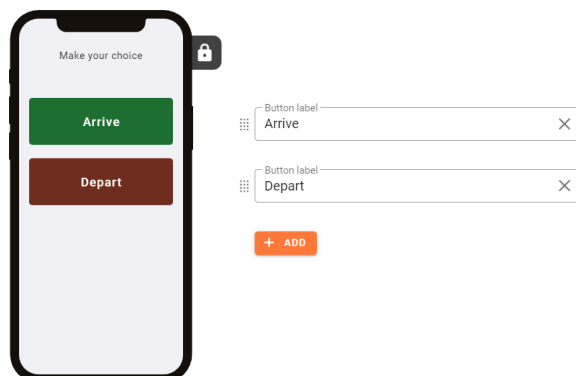 Make your choice
Arrive
Depart
Button label
Arrive
Button label
Depart
+ ADD